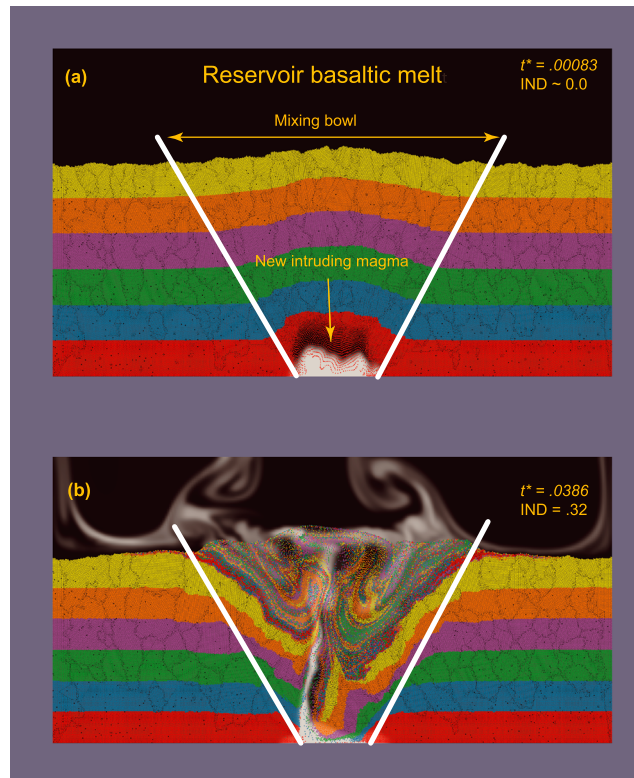 (a)
Reservoir basaltic melt
t* = .00083
IND ~ 0.0
Mixing bowl
New intruding magma
(b)
t* = .0386
IND = .32